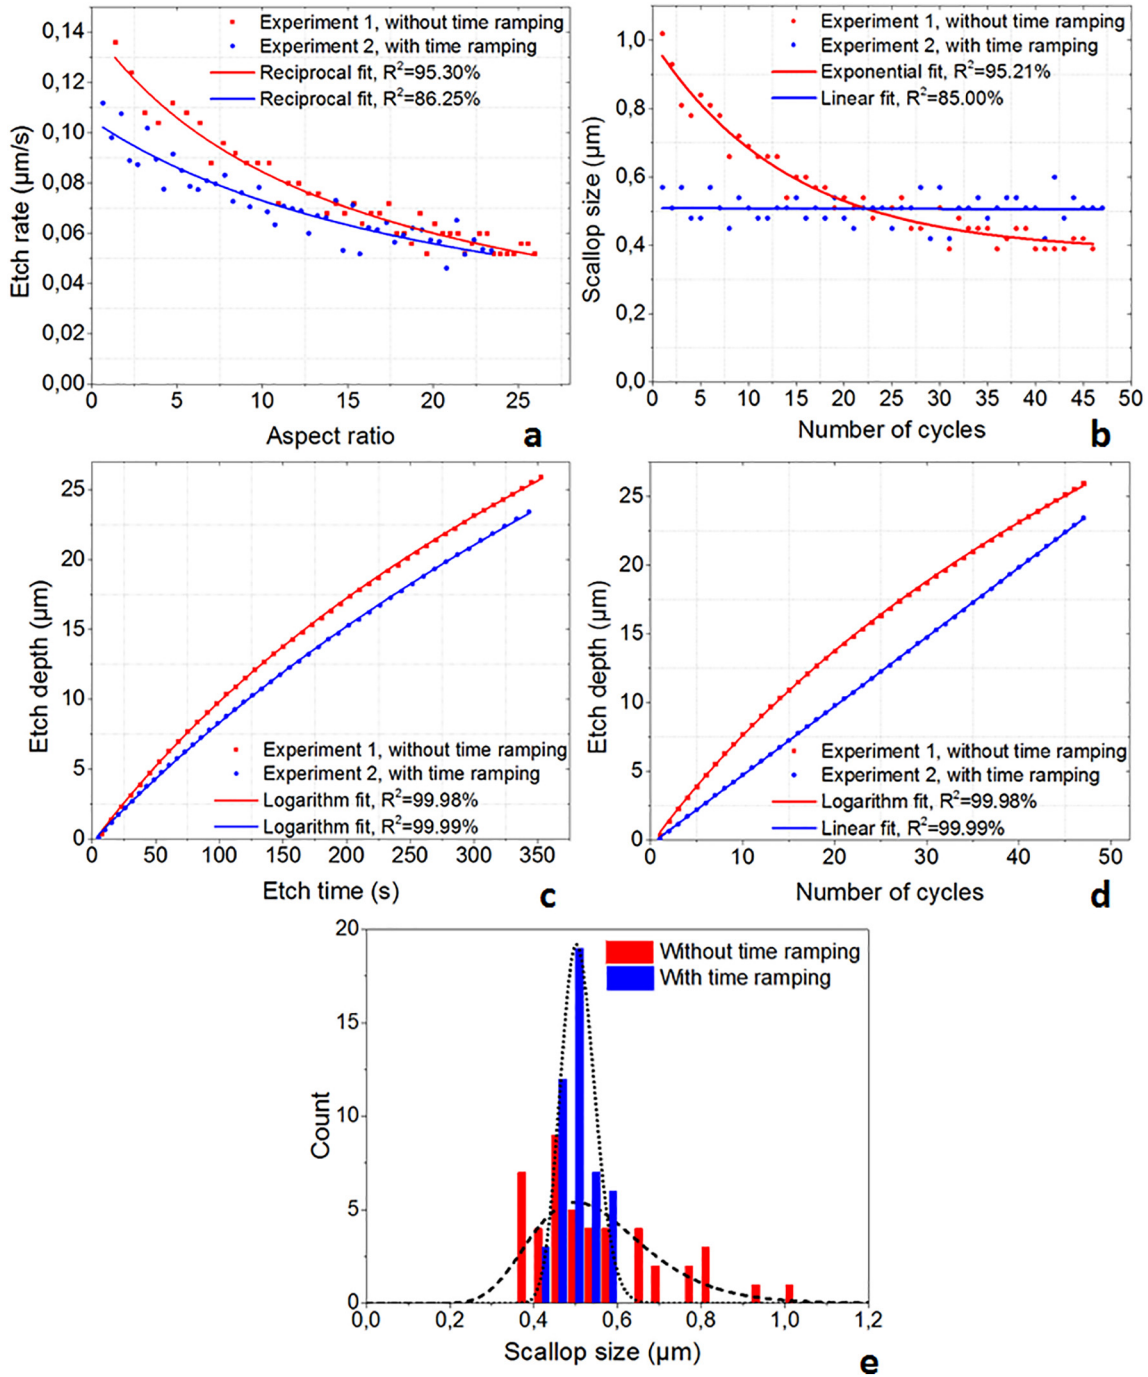 Experiment 1, without time ramping
Experiment 2, with time ramping
Reciprocal fit, R²=95.30%
Reciprocal fit, R²=86.25%
0,14
0,12
0,10
0,08
0,06
0,04
0,02
0,00
Etch rate (µm/s)
0 5 10 15 20 25
Aspect ratio
a
Experiment 1, without time ramping
Experiment 2, with time ramping
Exponential fit, R²=95.21%
Linear fit, R²=85.00%
1,0
0,8
0,6
0,4
0,2
0,0
Scallop size (µm)
0 5 10 15 20 25 30 35 40 45 50
Number of cycles
b
25
20
15
10
5
0
Etch depth (µm)
Experiment 1, without time ramping
Experiment 2, with time ramping
Logarithm fit, R²=99.98%
Logarithm fit, R²=99.99%
0 50 100 150 200 250 300 350
Etch time (s)
c
25
20
15
10
5
0
Etch depth (µm)
Experiment 1, without time ramping
Experiment 2, with time ramping
Logarithm fit, R²=99.98%
Linear fit, R²=99.99%
0 10 20 30 40 50
Number of cycles
d
20
15
10
5
0
Count
Without time ramping
With time ramping
0,0 0,2 0,4 0,6 0,8 1,0 1,2
Scallop size (µm)
e